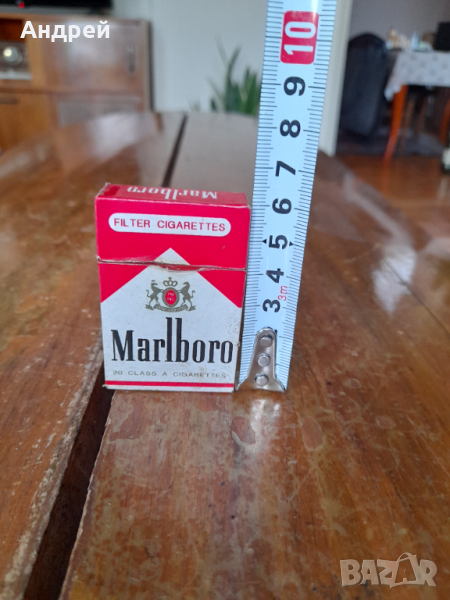 Андрей
Marlboro
FILTER CIGARETTES
Marlboro
20 CLASS A CIGARETTES
10
9
8
7
6
5
4
3
3m
BAZAR